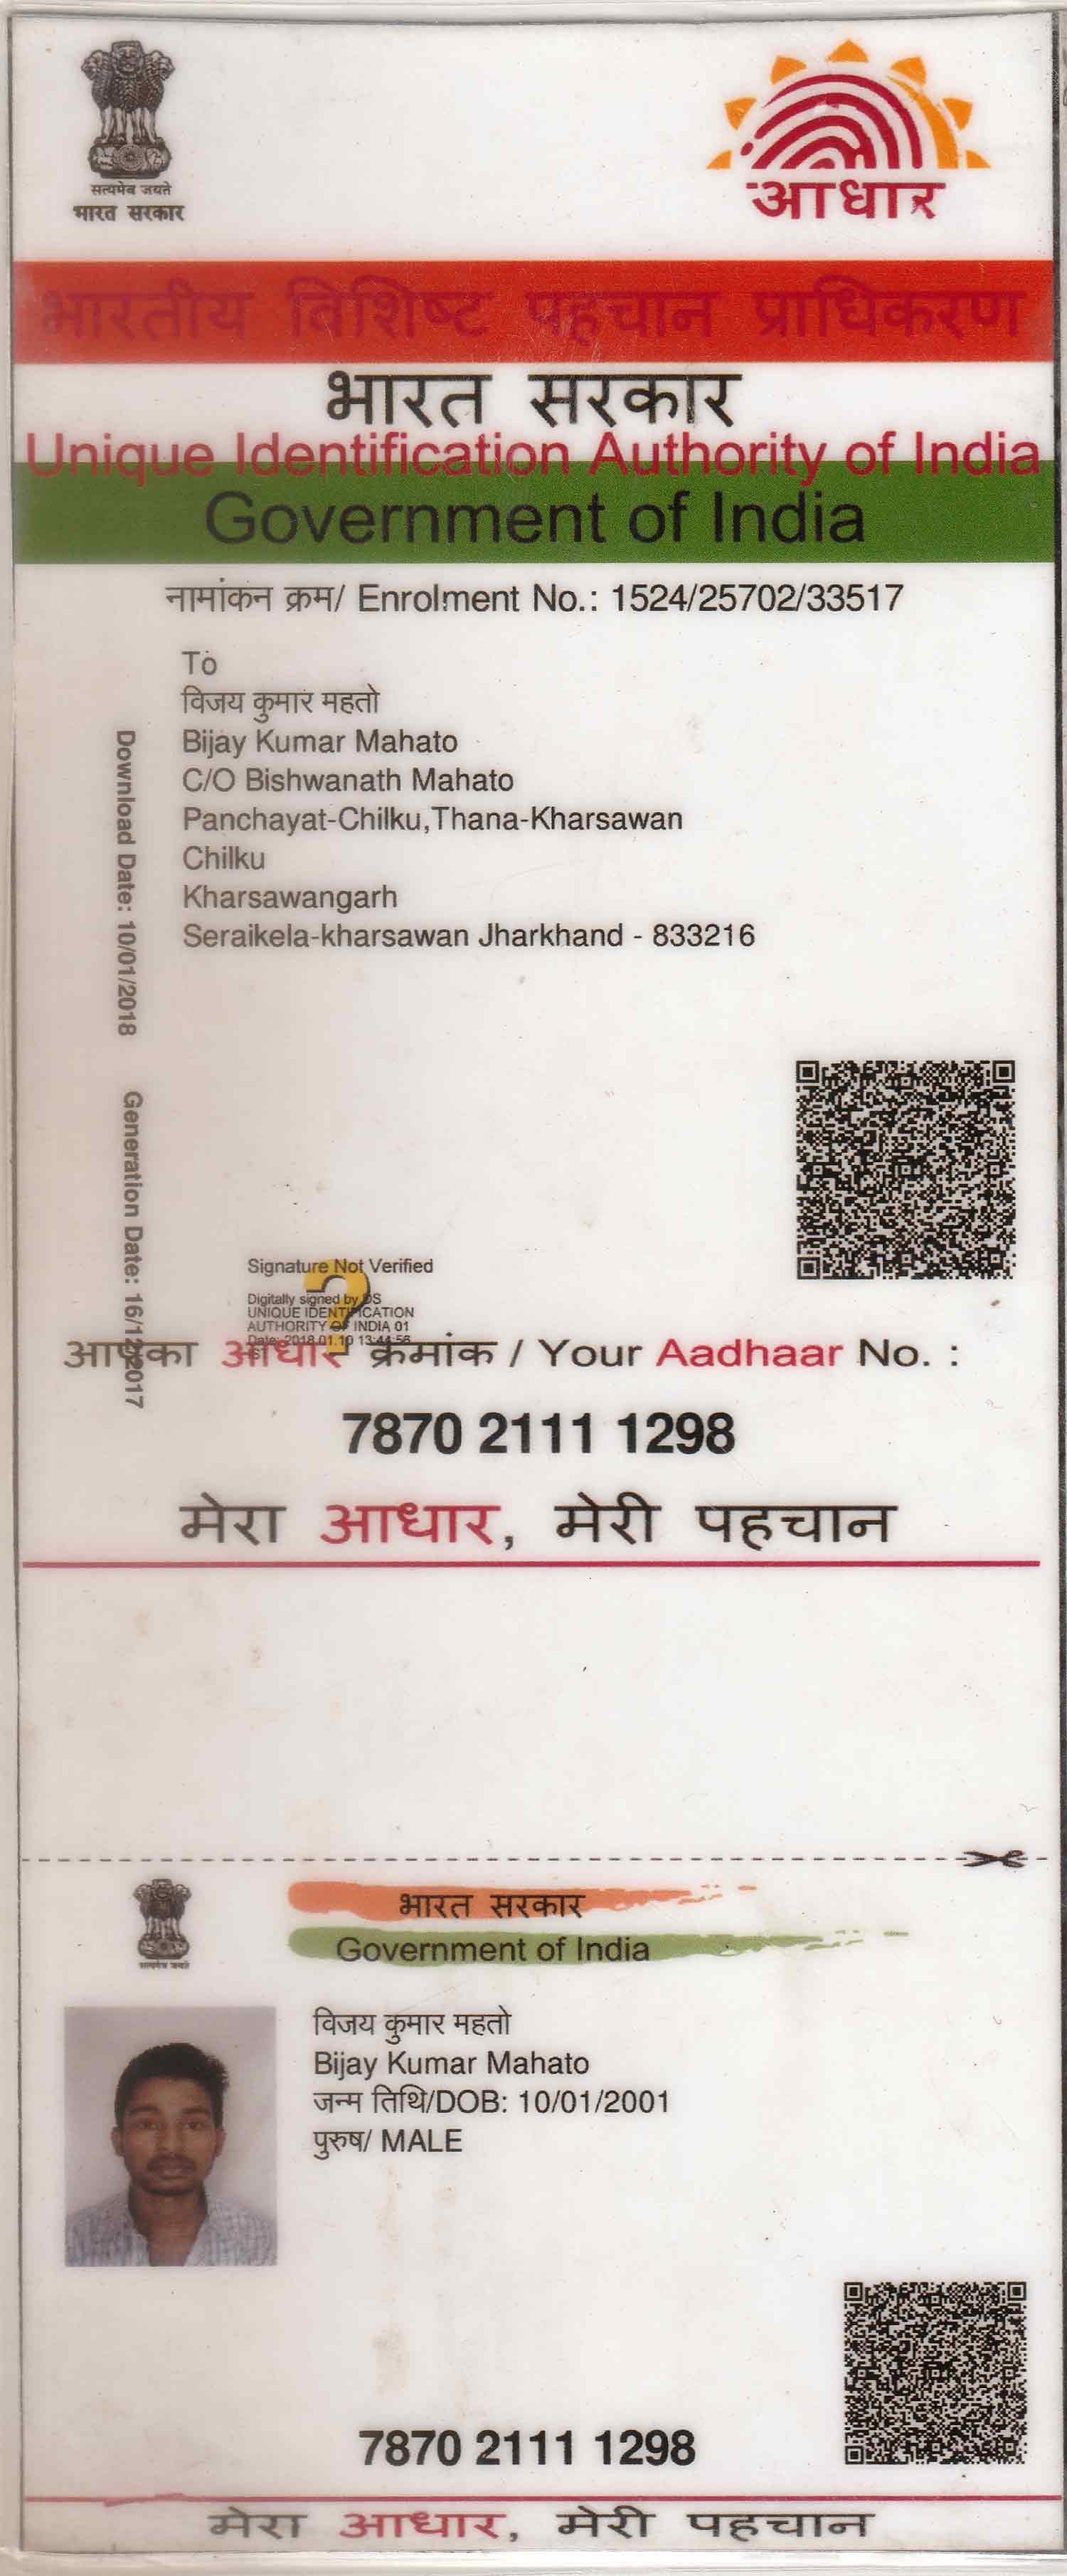 सत्यमेव जयते
भारत सरकार
आधार
भारतीय विशिष्ट पहचान प्राधिकरण
भारत सरकार
Unique Identification Authority of India
Government of India
नामांकन क्रम/ Enrolment No.: 1524/25702/33517
To
विजय कुमार महतो
Bijay Kumar Mahato
C/O Bishwanath Mahato
Panchayat-Chilku,Thana-Kharsawan
Chilku
Kharsawangarh
Seraikela-kharsawan Jharkhand - 833216
Download Date: 10/01/2018
Generation Date: 16/12/2017
Signature Not Verified
Digitally signed by DS
UNIQUE IDENTIFICATION
AUTHORITY OF INDIA 01
Date: 2018.01.10 13:44:56
आपका आधार क्रमांक / Your Aadhaar No. :
7870 2111 1298
मेरा आधार, मेरी पहचान
भारत सरकार
Government of India
सत्यमेव जयते
विजय कुमार महतो
Bijay Kumar Mahato
जन्म तिथि/DOB: 10/01/2001
पुरुष/ MALE
7870 2111 1298
मेरा आधार, मेरी पहचान